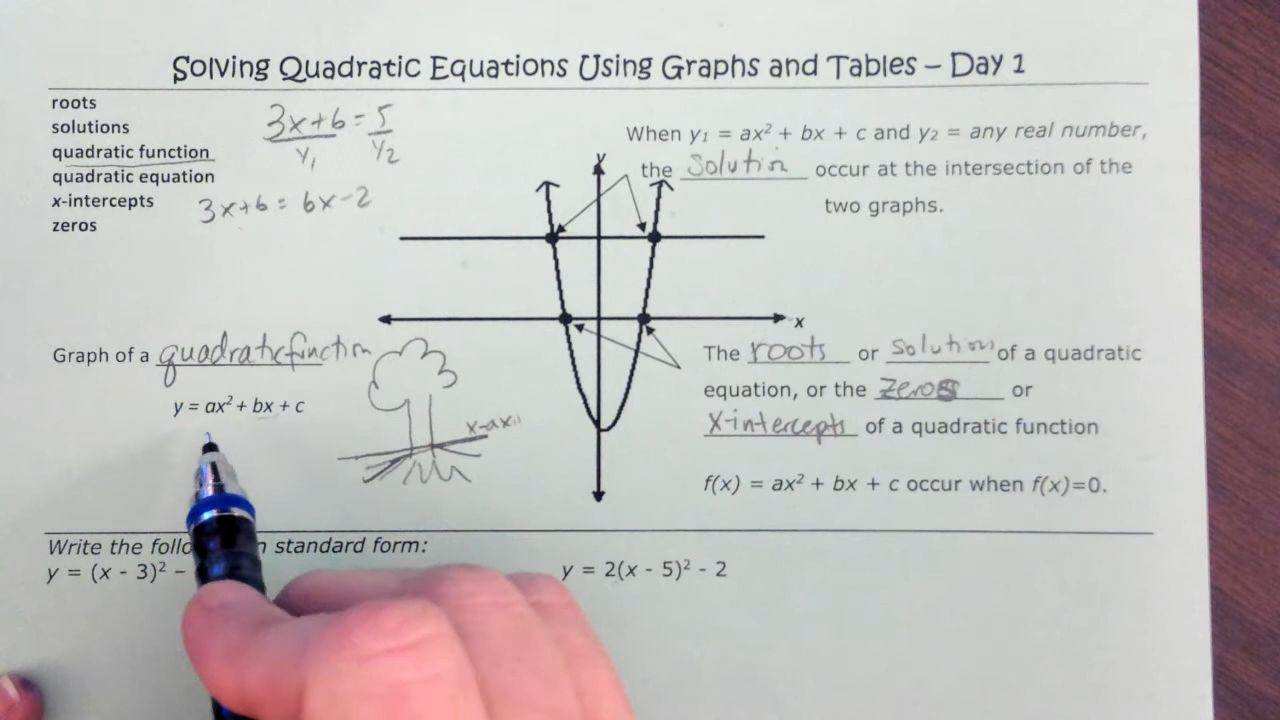 Solving Quadratic Equations Using Graphs and Tables – Day 1
roots
solutions
quadratic function
quadratic equation
x-intercepts
zeros
3x+6 = 5
y₁ y₂
3x+6 = 6x-2
When y₁ = ax² + bx + c and y₂ = any real number,
the solution occur at the intersection of the
two graphs.
y
x
Graph of a quadratic function
y = ax² + bx + c
x-axis
The roots or solution of a quadratic
equation, or the zeros or
x-intercepts of a quadratic function
f(x) = ax² + bx + c occur when f(x)=0.
Write the standard form:
y = (x - 3)² -
y = 2(x - 5)² - 2